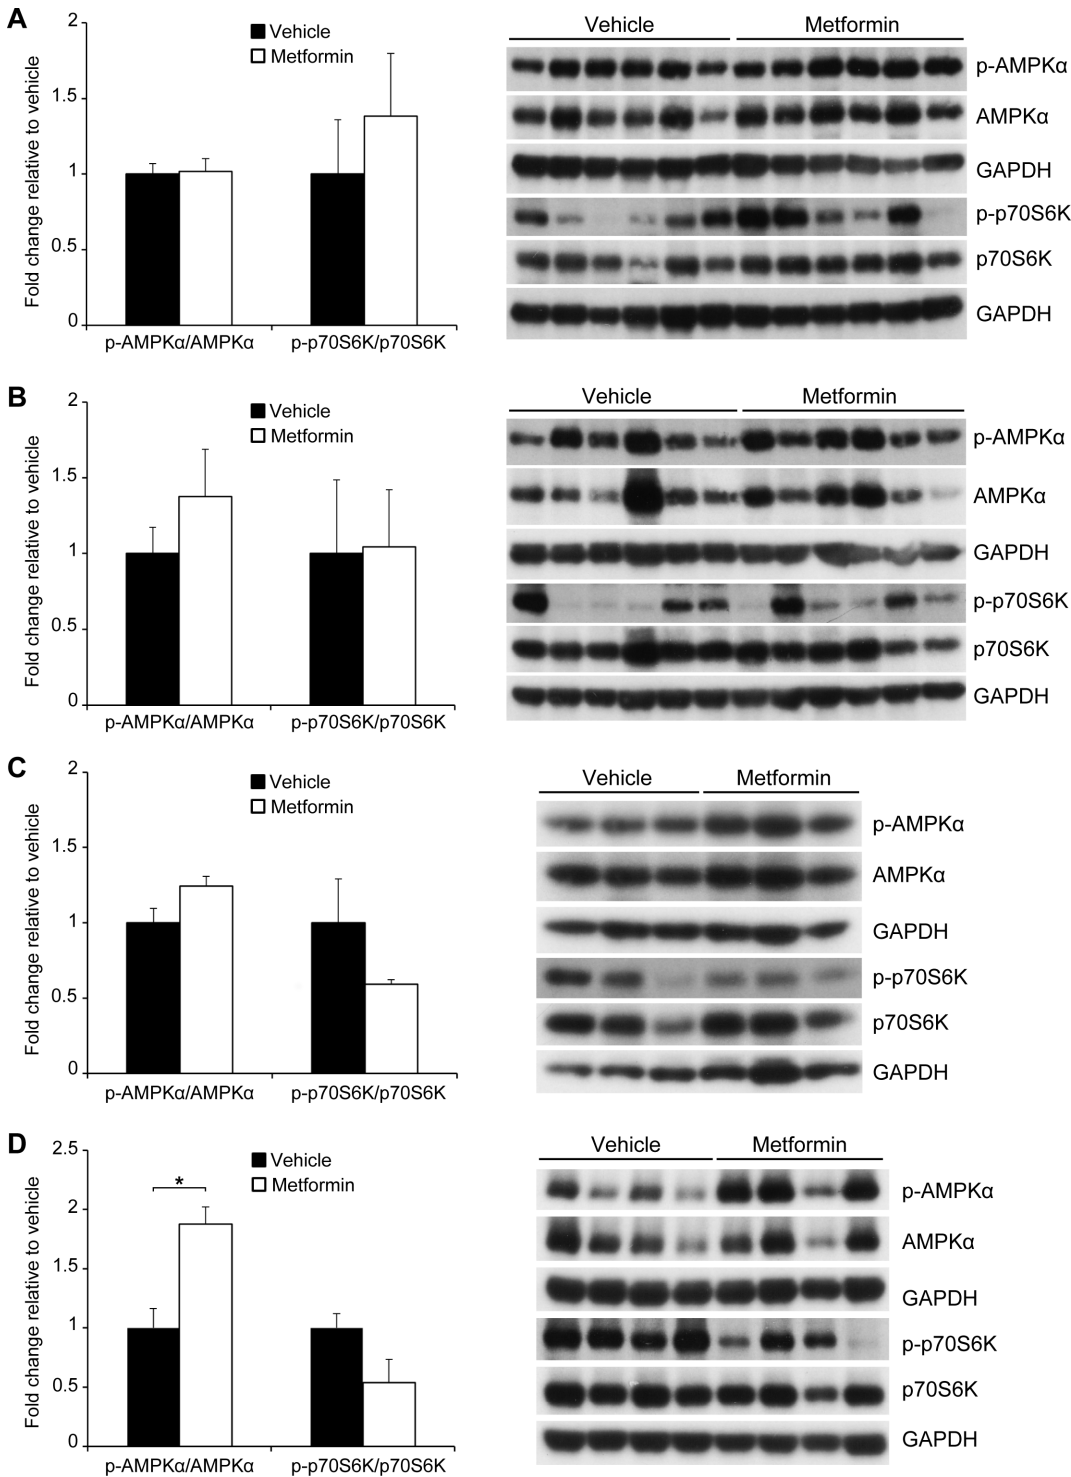 A
Fold change relative to vehicle
2
1.5
1
0.5
0
Vehicle
Metformin
p-AMPKα/AMPKα
p-p70S6K/p70S6K
Vehicle
Metformin
p-AMPKα
AMPKα
GAPDH
p-p70S6K
p70S6K
GAPDH
B
Fold change relative to vehicle
2
1.5
1
0.5
0
Vehicle
Metformin
p-AMPKα/AMPKα
p-p70S6K/p70S6K
Vehicle
Metformin
p-AMPKα
AMPKα
GAPDH
p-p70S6K
p70S6K
GAPDH
C
Fold change relative to vehicle
2
1.5
1
0.5
0
Vehicle
Metformin
p-AMPKα/AMPKα
p-p70S6K/p70S6K
Vehicle
Metformin
p-AMPKα
AMPKα
GAPDH
p-p70S6K
p70S6K
GAPDH
D
Fold change relative to vehicle
2.5
2
1.5
1
0.5
0
*
Vehicle
Metformin
p-AMPKα/AMPKα
p-p70S6K/p70S6K
Vehicle
Metformin
p-AMPKα
AMPKα
GAPDH
p-p70S6K
p70S6K
GAPDH